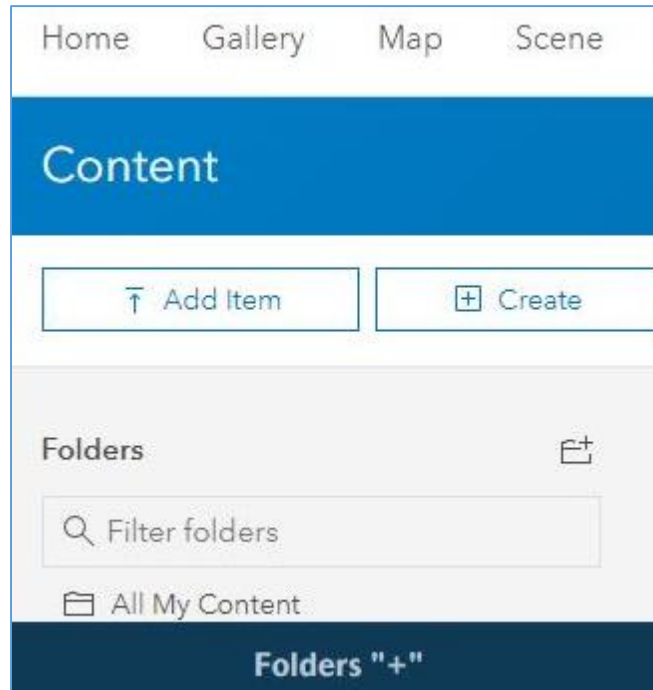 Home Gallery Map Scene
Content
Add Item Create
Folders
Filter folders
All My Content
Folders "+"